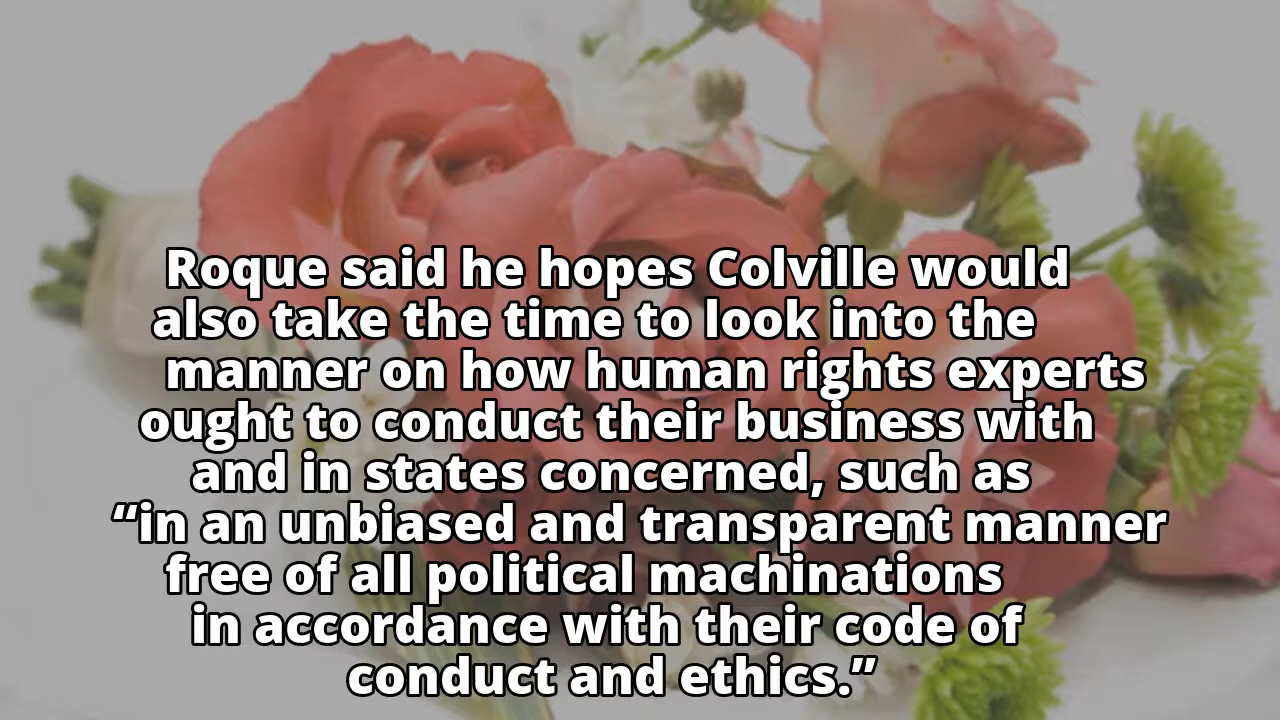 Roque said he hopes Colville would
also take the time to look into the
manner on how human rights experts
ought to conduct their business with
and in states concerned, such as
“in an unbiased and transparent manner
free of all political machinations
in accordance with their code of
conduct and ethics.”